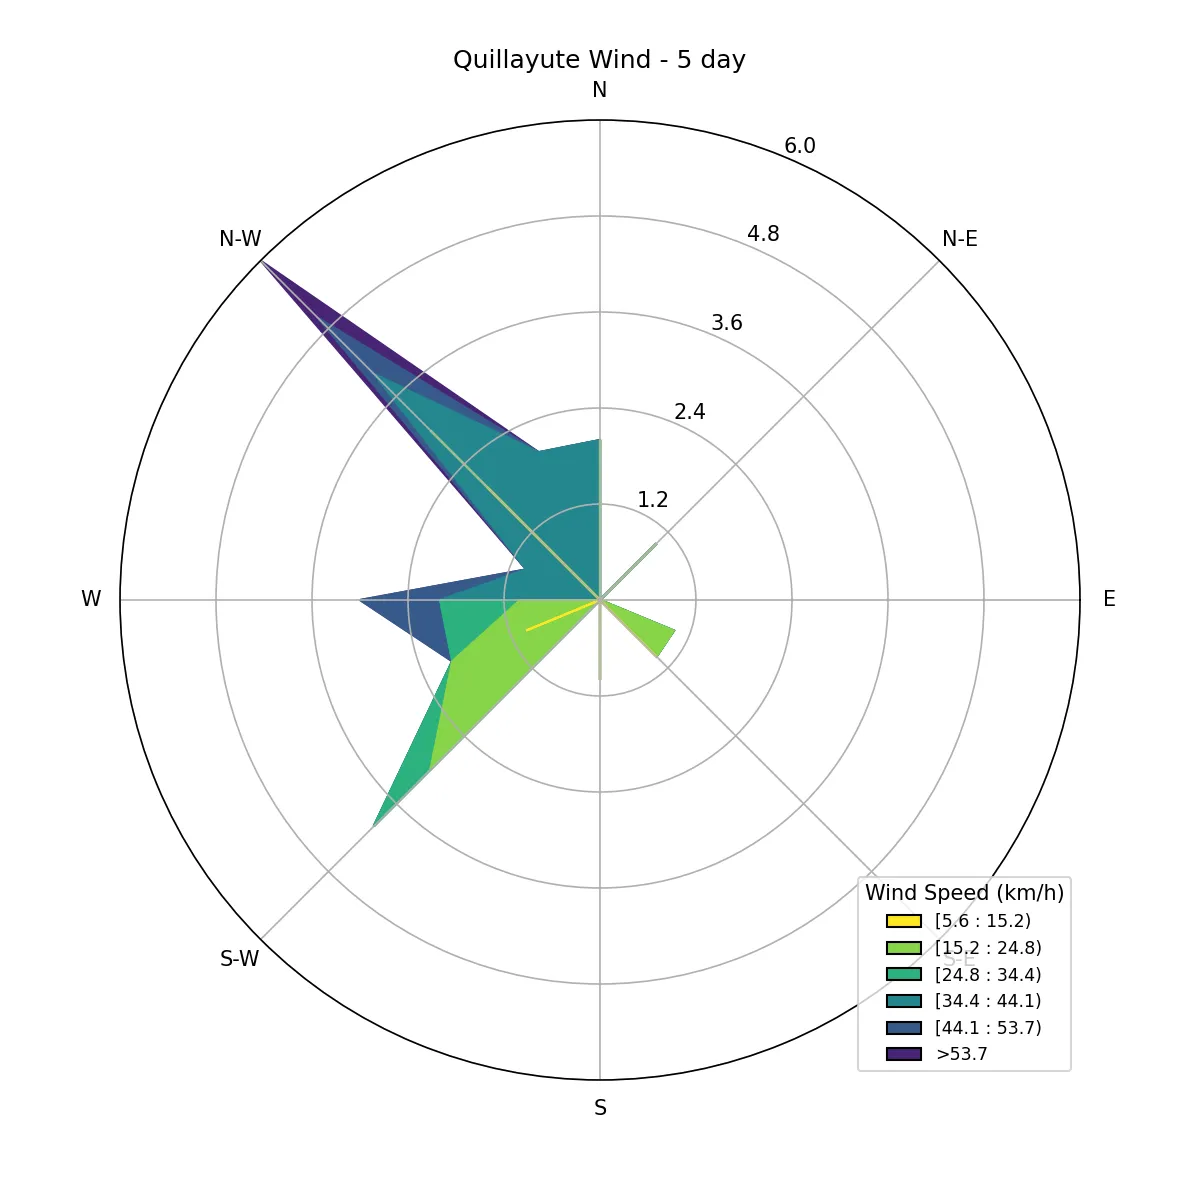 Quillayute Wind - 5 day
N
6.0
4.8
N-W
N-E
3.6
2.4
1.2
W
E
Wind Speed (km/h)
[5.6 : 15.2)
[15.2 : 24.8)
S-W
S-E
[24.8 : 34.4)
[34.4 : 44.1)
[44.1 : 53.7)
>53.7
S